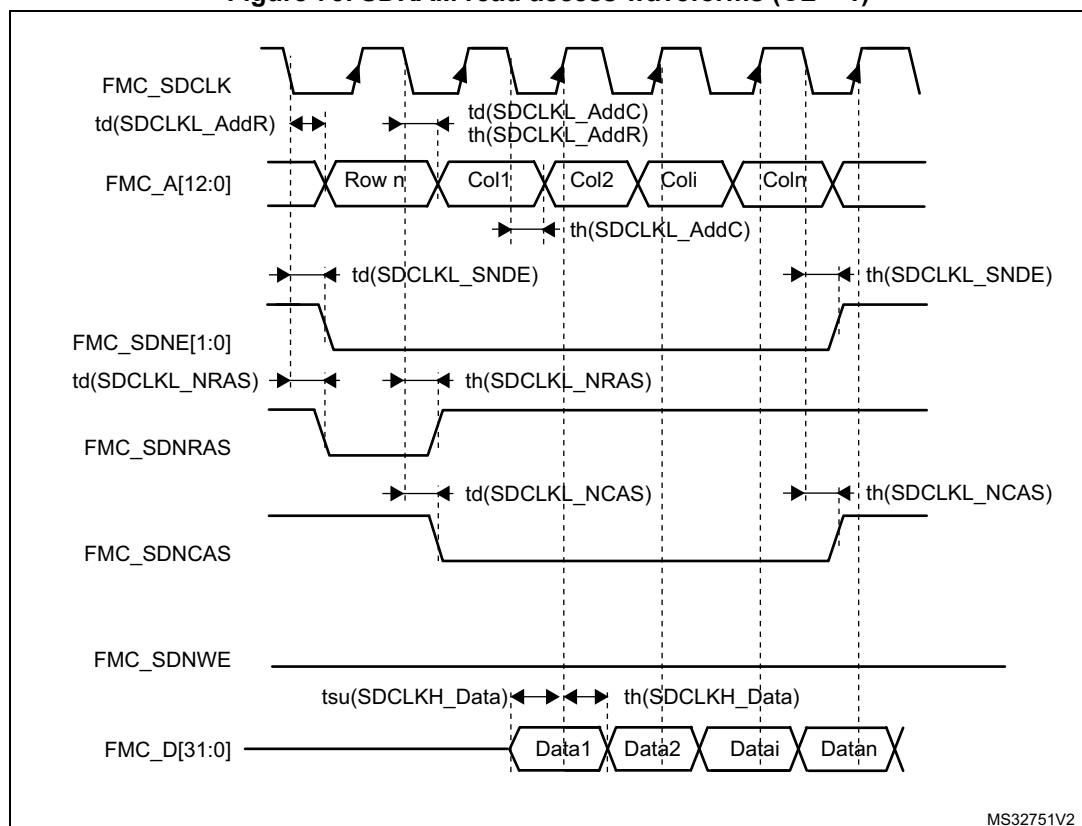 FMC_SDCLK
td(SDCLKL_AddR)
td(SDCLKL_AddC)
th(SDCLKL_AddR)
FMC_A[12:0]
Row n
Col1
Col2
Coli
Coln
th(SDCLKL_AddC)
td(SDCLKL_SNDE)
th(SDCLKL_SNDE)
FMC_SDNE[1:0]
td(SDCLKL_NRAS)
th(SDCLKL_NRAS)
FMC_SDNRAS
td(SDCLKL_NCAS)
th(SDCLKL_NCAS)
FMC_SDNCAS
FMC_SDNWE
tsu(SDCLKH_Data)
th(SDCLKH_Data)
FMC_D[31:0]
Data1
Data2
Datai
Datan
MS32751V2